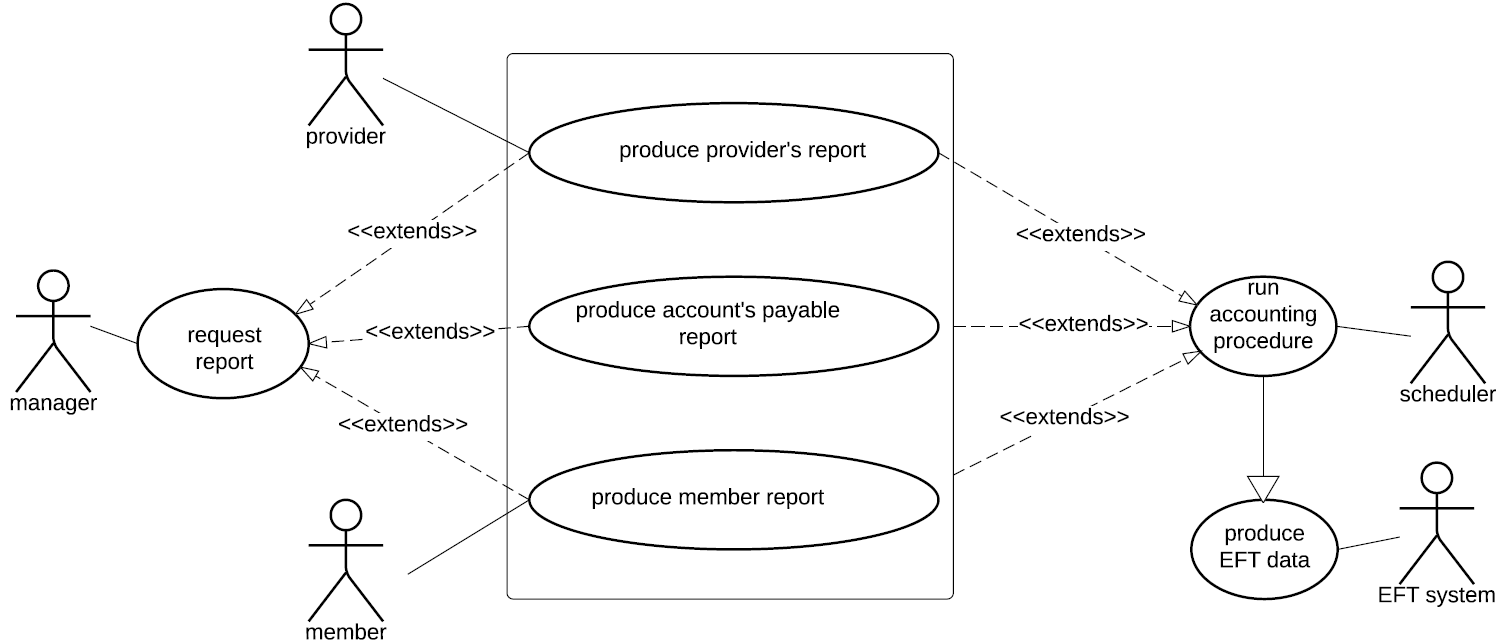 provider
produce provider's report
<<extends>>
<<extends>>
manager
request
report
<<extends>>
produce account's payable
report
<<extends>>
run
accounting
procedure
scheduler
<<extends>>
<<extends>>
produce member report
member
produce
EFT data
EFT system